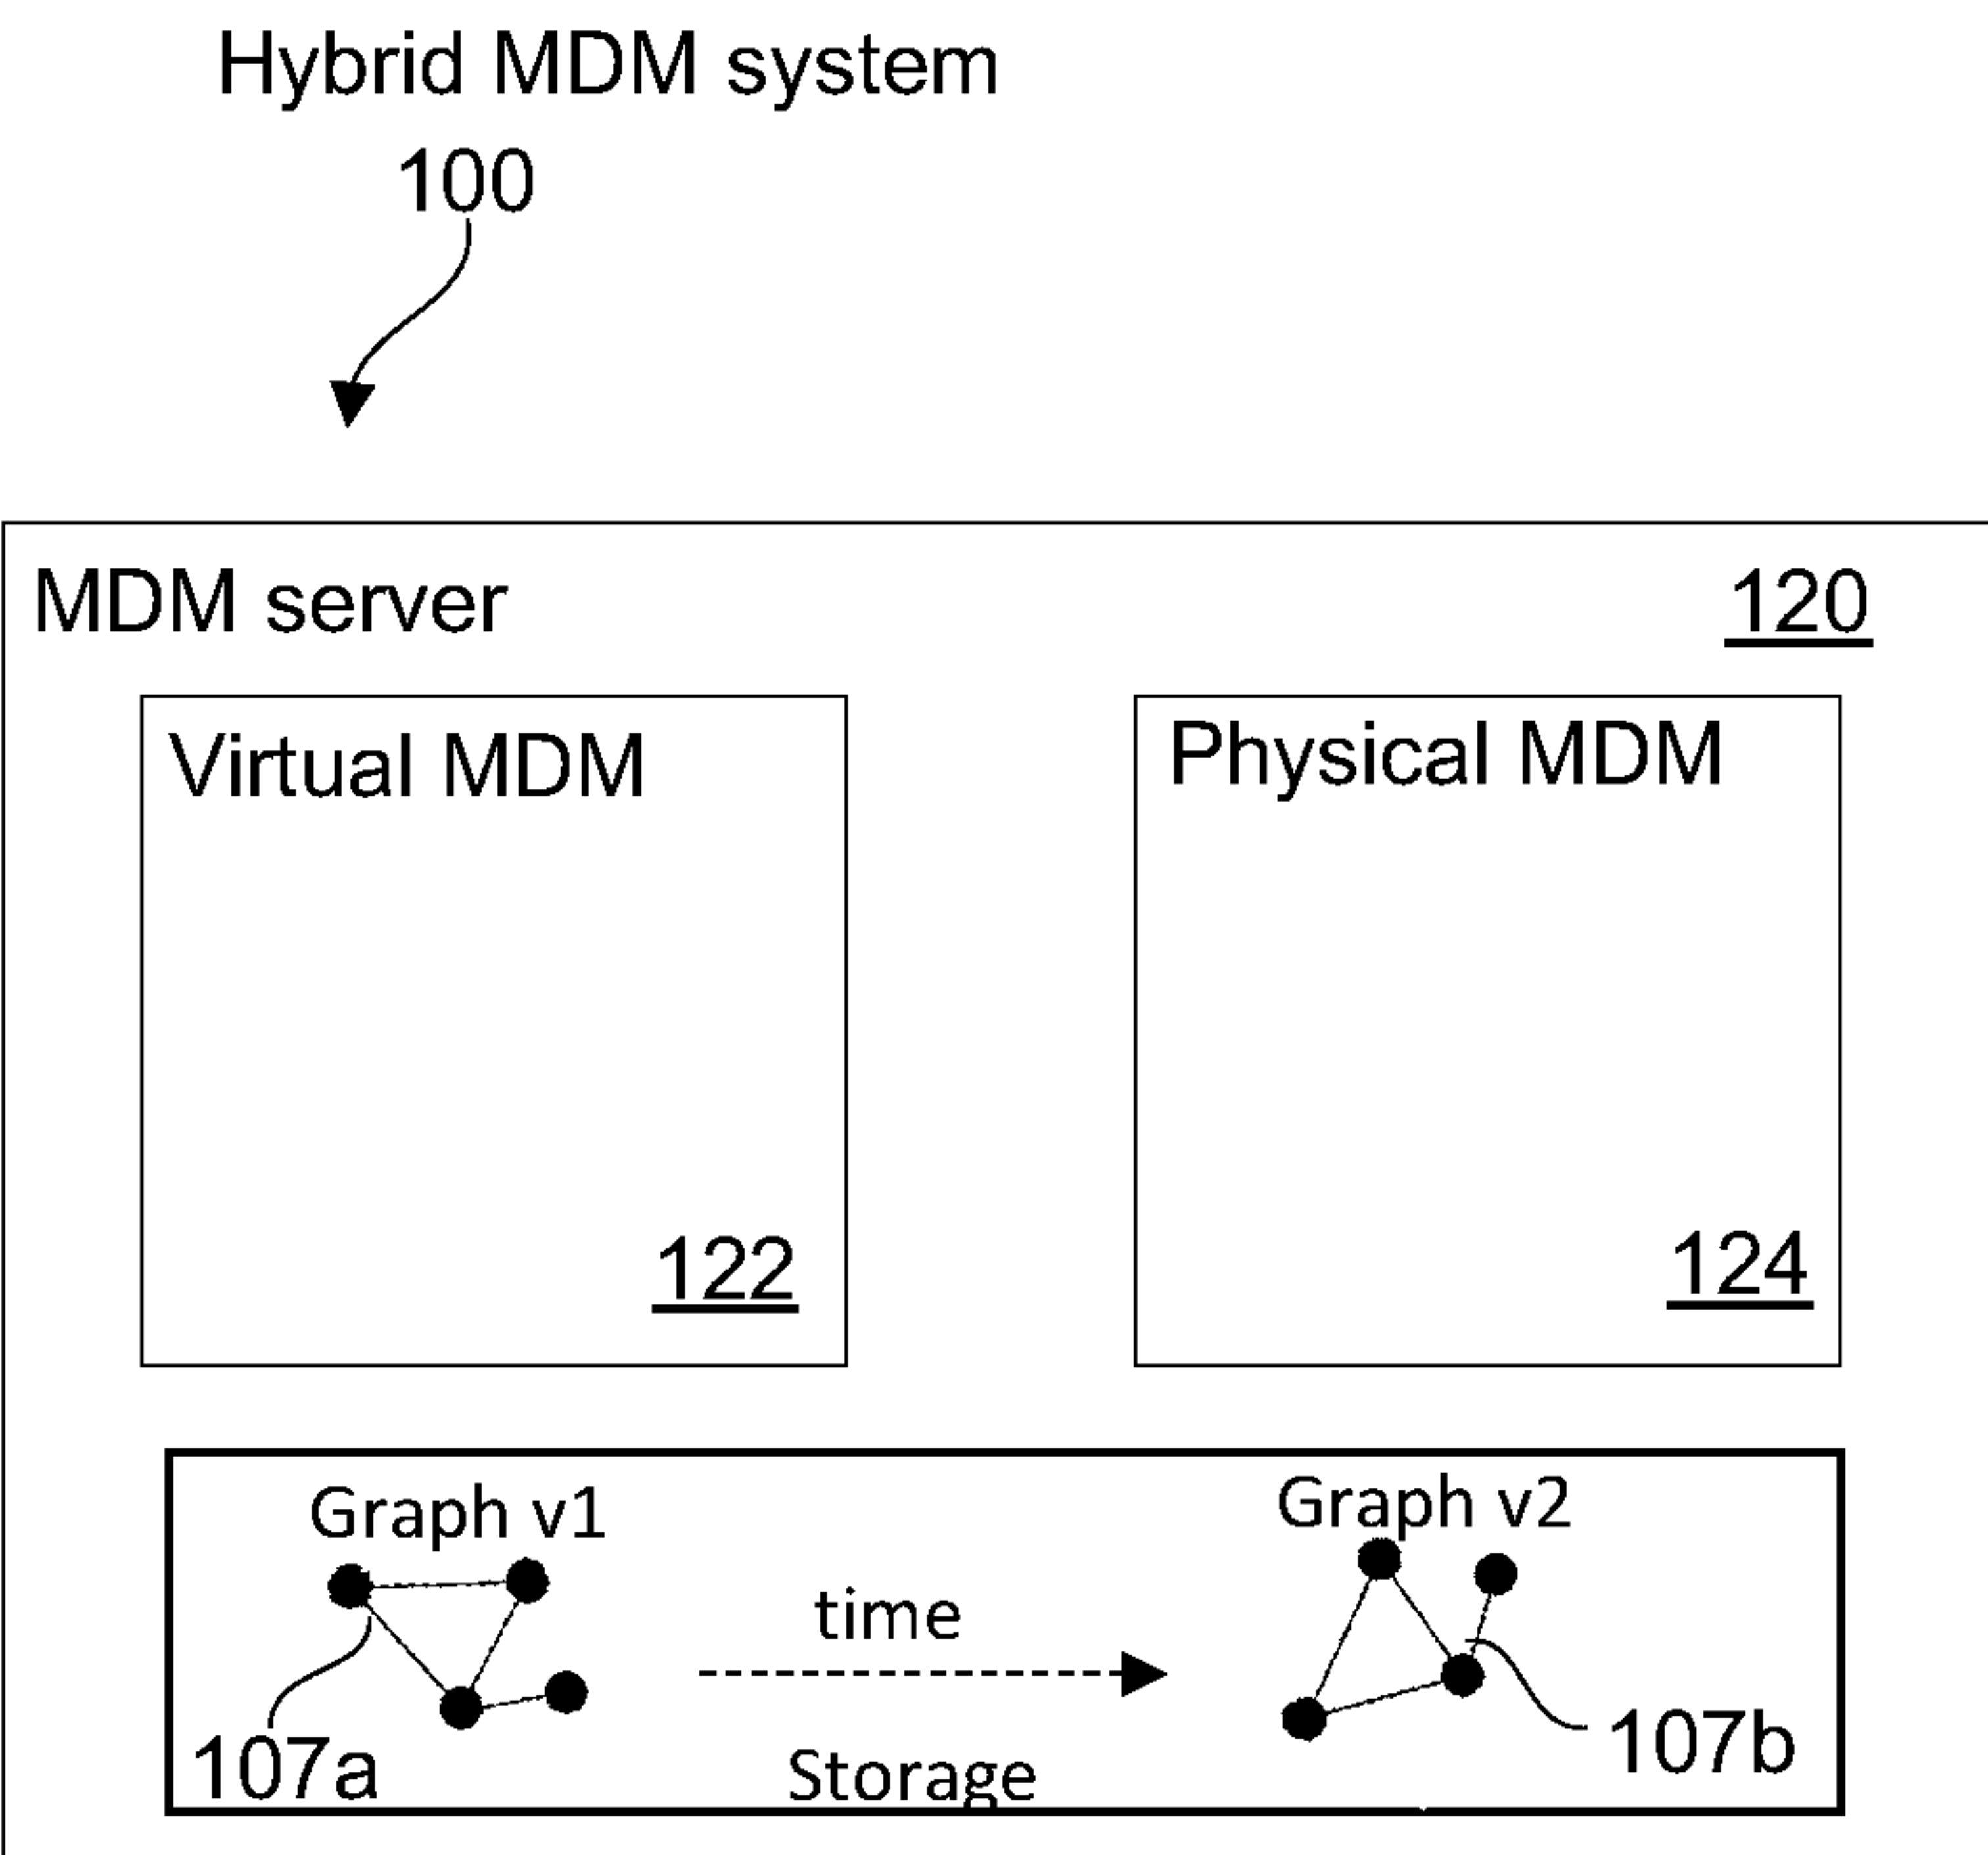 Hybrid MDM system
100
MDM server
120
Virtual MDM
Physical MDM
122
124
Graph v1
Graph v2
time
107a
Storage
107b